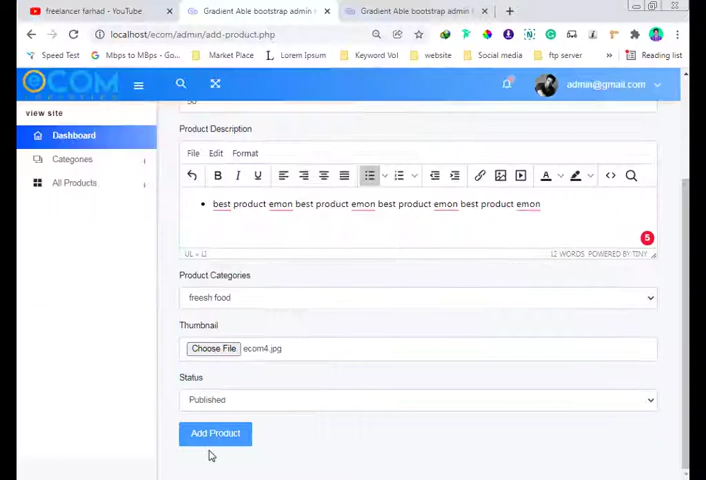 freelancer farhad - YouTube
Gradient Able bootstrap admin t
Gradient Able bootstrap admin t
localhost/ecom/admin/add-product.php
Speed Test
Mbps to MBps - Go...
Market Place
Lorem Ipsum
Keyword Vol
website
Social media
ftp server
Reading list
eCOM
admin@gmail.com
view site
Dashboard
Categones
All Products
Product Description
File Edit Format
best product emon best product emon best product emon best product emon
5
UL » LI
12 WORDS POWERED BY TINY
Product Categories
freesh food
Thumbnail
Choose File ecom4.jpg
Status
Published
Add Product